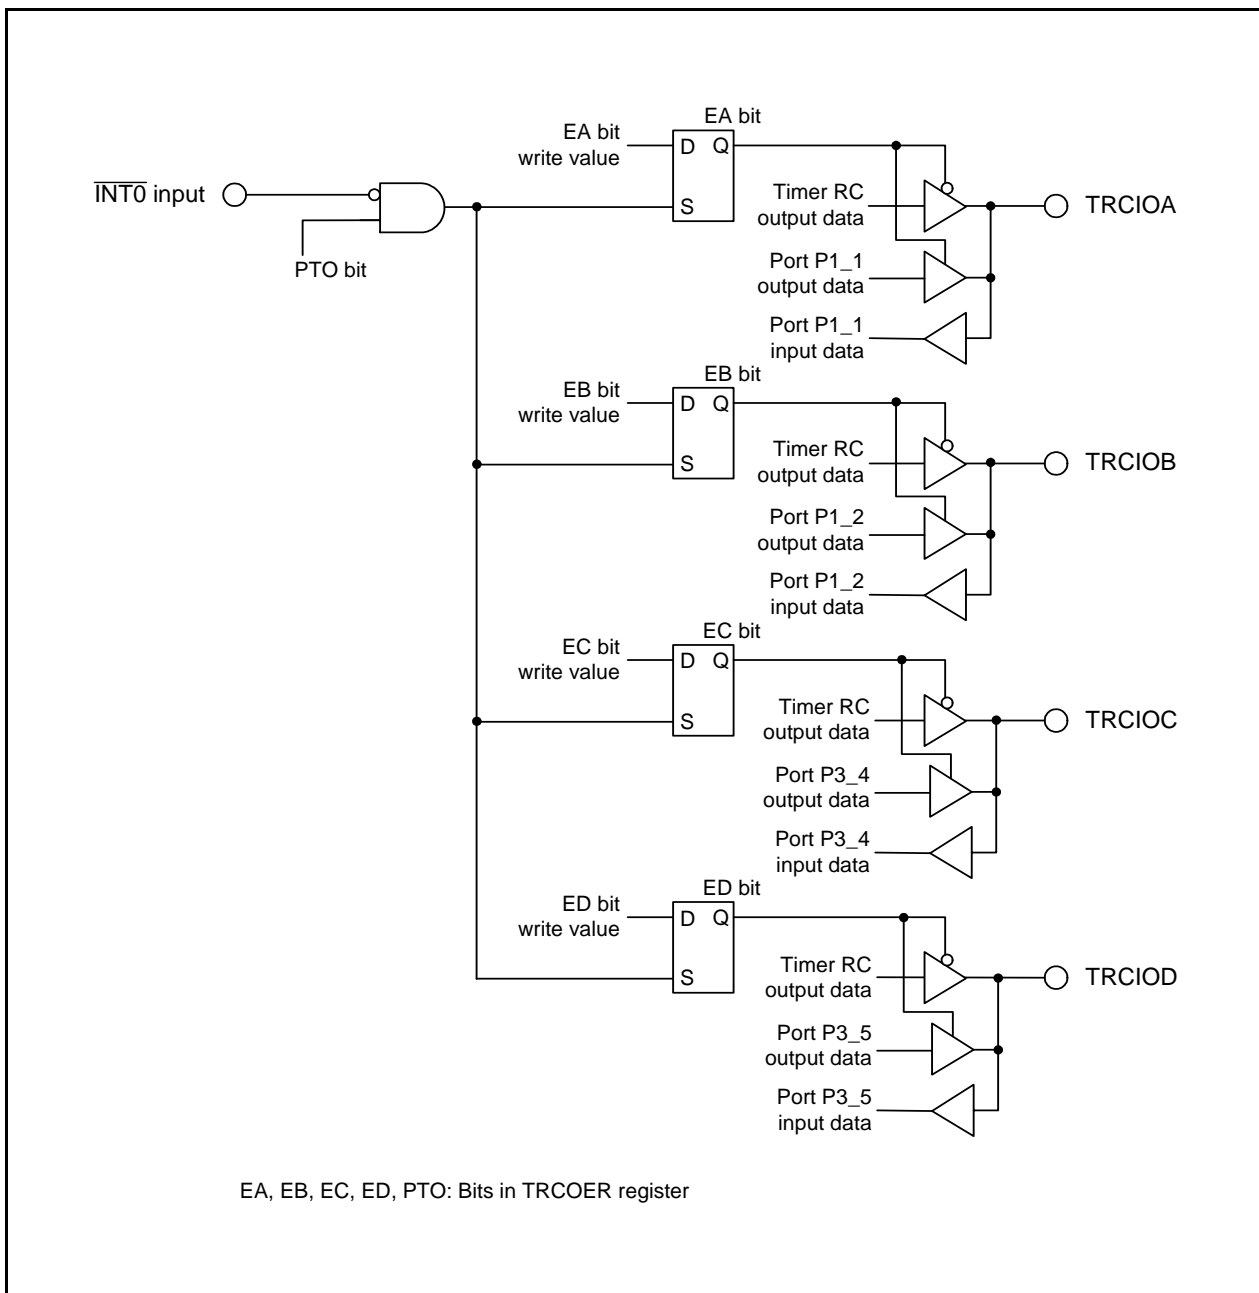 EA bit
EA bit
write value
D Q
INT0 input
S
PTO bit
Timer RC
output data
TRCIOA
Port P1_1
output data
Port P1_1
input data
EB bit
EB bit
write value
D Q
S
Timer RC
output data
TRCIOB
Port P1_2
output data
Port P1_2
input data
EC bit
EC bit
write value
D Q
S
Timer RC
output data
TRCIOC
Port P3_4
output data
Port P3_4
input data
ED bit
ED bit
write value
D Q
S
Timer RC
output data
TRCIOD
Port P3_5
output data
Port P3_5
input data
EA, EB, EC, ED, PTO: Bits in TRCOER register